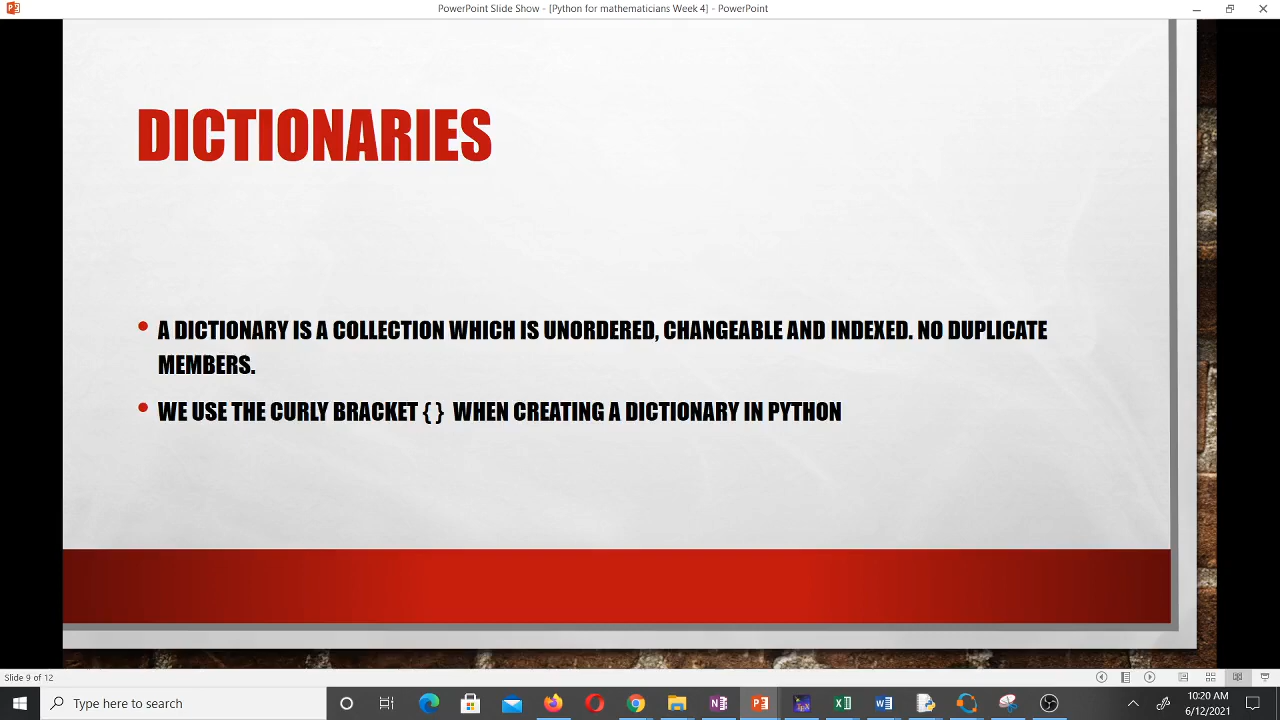 PowerPoint Slide Show - [Python for mathematicians Week 4] - PowerPoint
DICTIONARIES
• A DICTIONARY IS A COLLECTION WHICH IS UNORDERED, CHANGEABLE AND INDEXED. NO DUPLICATE
MEMBERS.
• WE USE THE CURLY BRACKET { } WHEN CREATING A DICTIONARY IN PYTHON
Slide 9 of 12
Type here to search
10:20 AM
6/12/2021